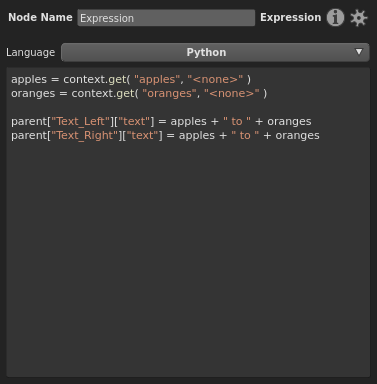 Node Name Expression Expression
Language Python
apples = context.get( "apples", "<none>" )
oranges = context.get( "oranges", "<none>" )
parent["Text_Left"]["text"] = apples + " to " + oranges
parent["Text_Right"]["text"] = apples + " to " + oranges